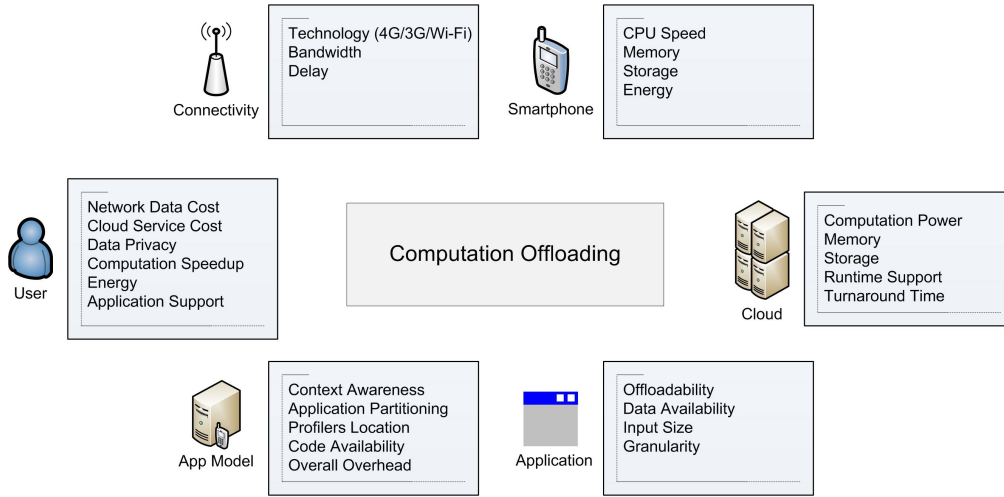 Connectivity
Technology (4G/3G/Wi-Fi)
Bandwidth
Delay
Smartphone
CPU Speed
Memory
Storage
Energy
User
Network Data Cost
Cloud Service Cost
Data Privacy
Computation Speedup
Energy
Application Support
Computation Offloading
Cloud
Computation Power
Memory
Storage
Runtime Support
Turnaround Time
App Model
Context Awareness
Application Partitioning
Profilers Location
Code Availability
Overall Overhead
Application
Offloadability
Data Availability
Input Size
Granularity